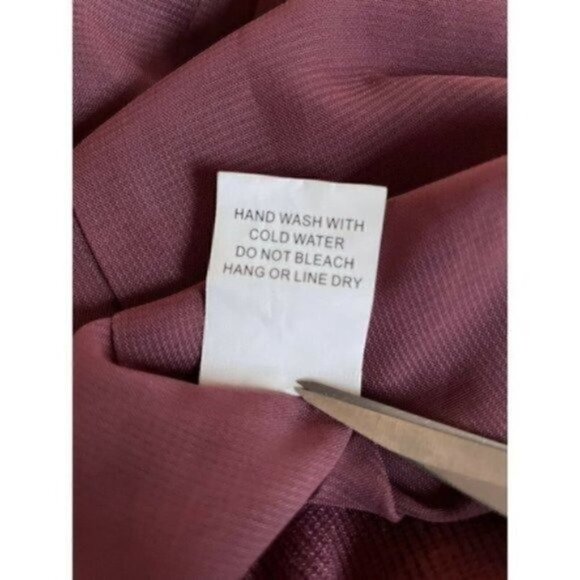 HAND WASH WITH
COLD WATER
DO NOT BLEACH
HANG OR LINE DRY